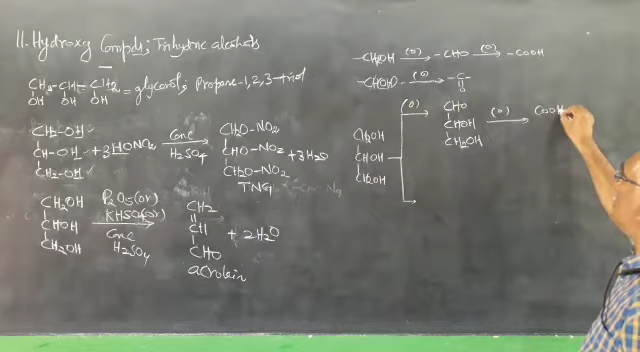 11. Hydroxy Compds; Trihydric alcohols
CH2-CH-CH2 = glycerol; Propane-1,2,3-triol
OH OH OH
CH2-OH
CH-OH + 3HONO2 Conc H2SO4
CH2-OH
CH2O-NO2
CHO-NO2 + 3H2O
CH2O-NO2
TNG
CH2OH
CHOH
CH2OH
P2O5(or)
KHSO4(or)
Conc
H2SO4
CH2
||
CH + 2H2O
CHO
acrolein
-CH2OH (O) -CHO (O) -COOH
-CHOH- (O) -C-
O
CH2OH
CHOH
CH2OH
(O)
CHO
CHOH (O)
CH2OH
COOH